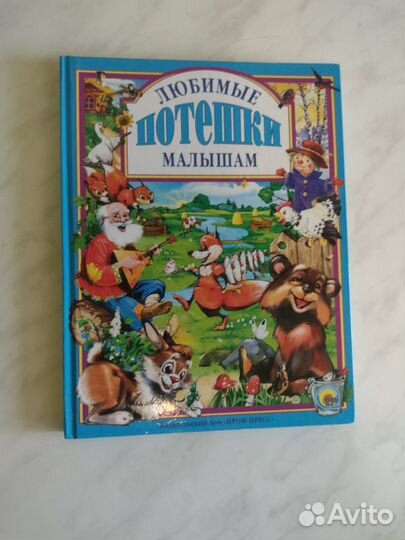 ЛЮБИМЫЕ
ПОТЕШКИ
МАЛЫШАМ
ИЗДАТЕЛЬСКИЙ ДОМ «ПРОФ-ПРЕСС»
Avito